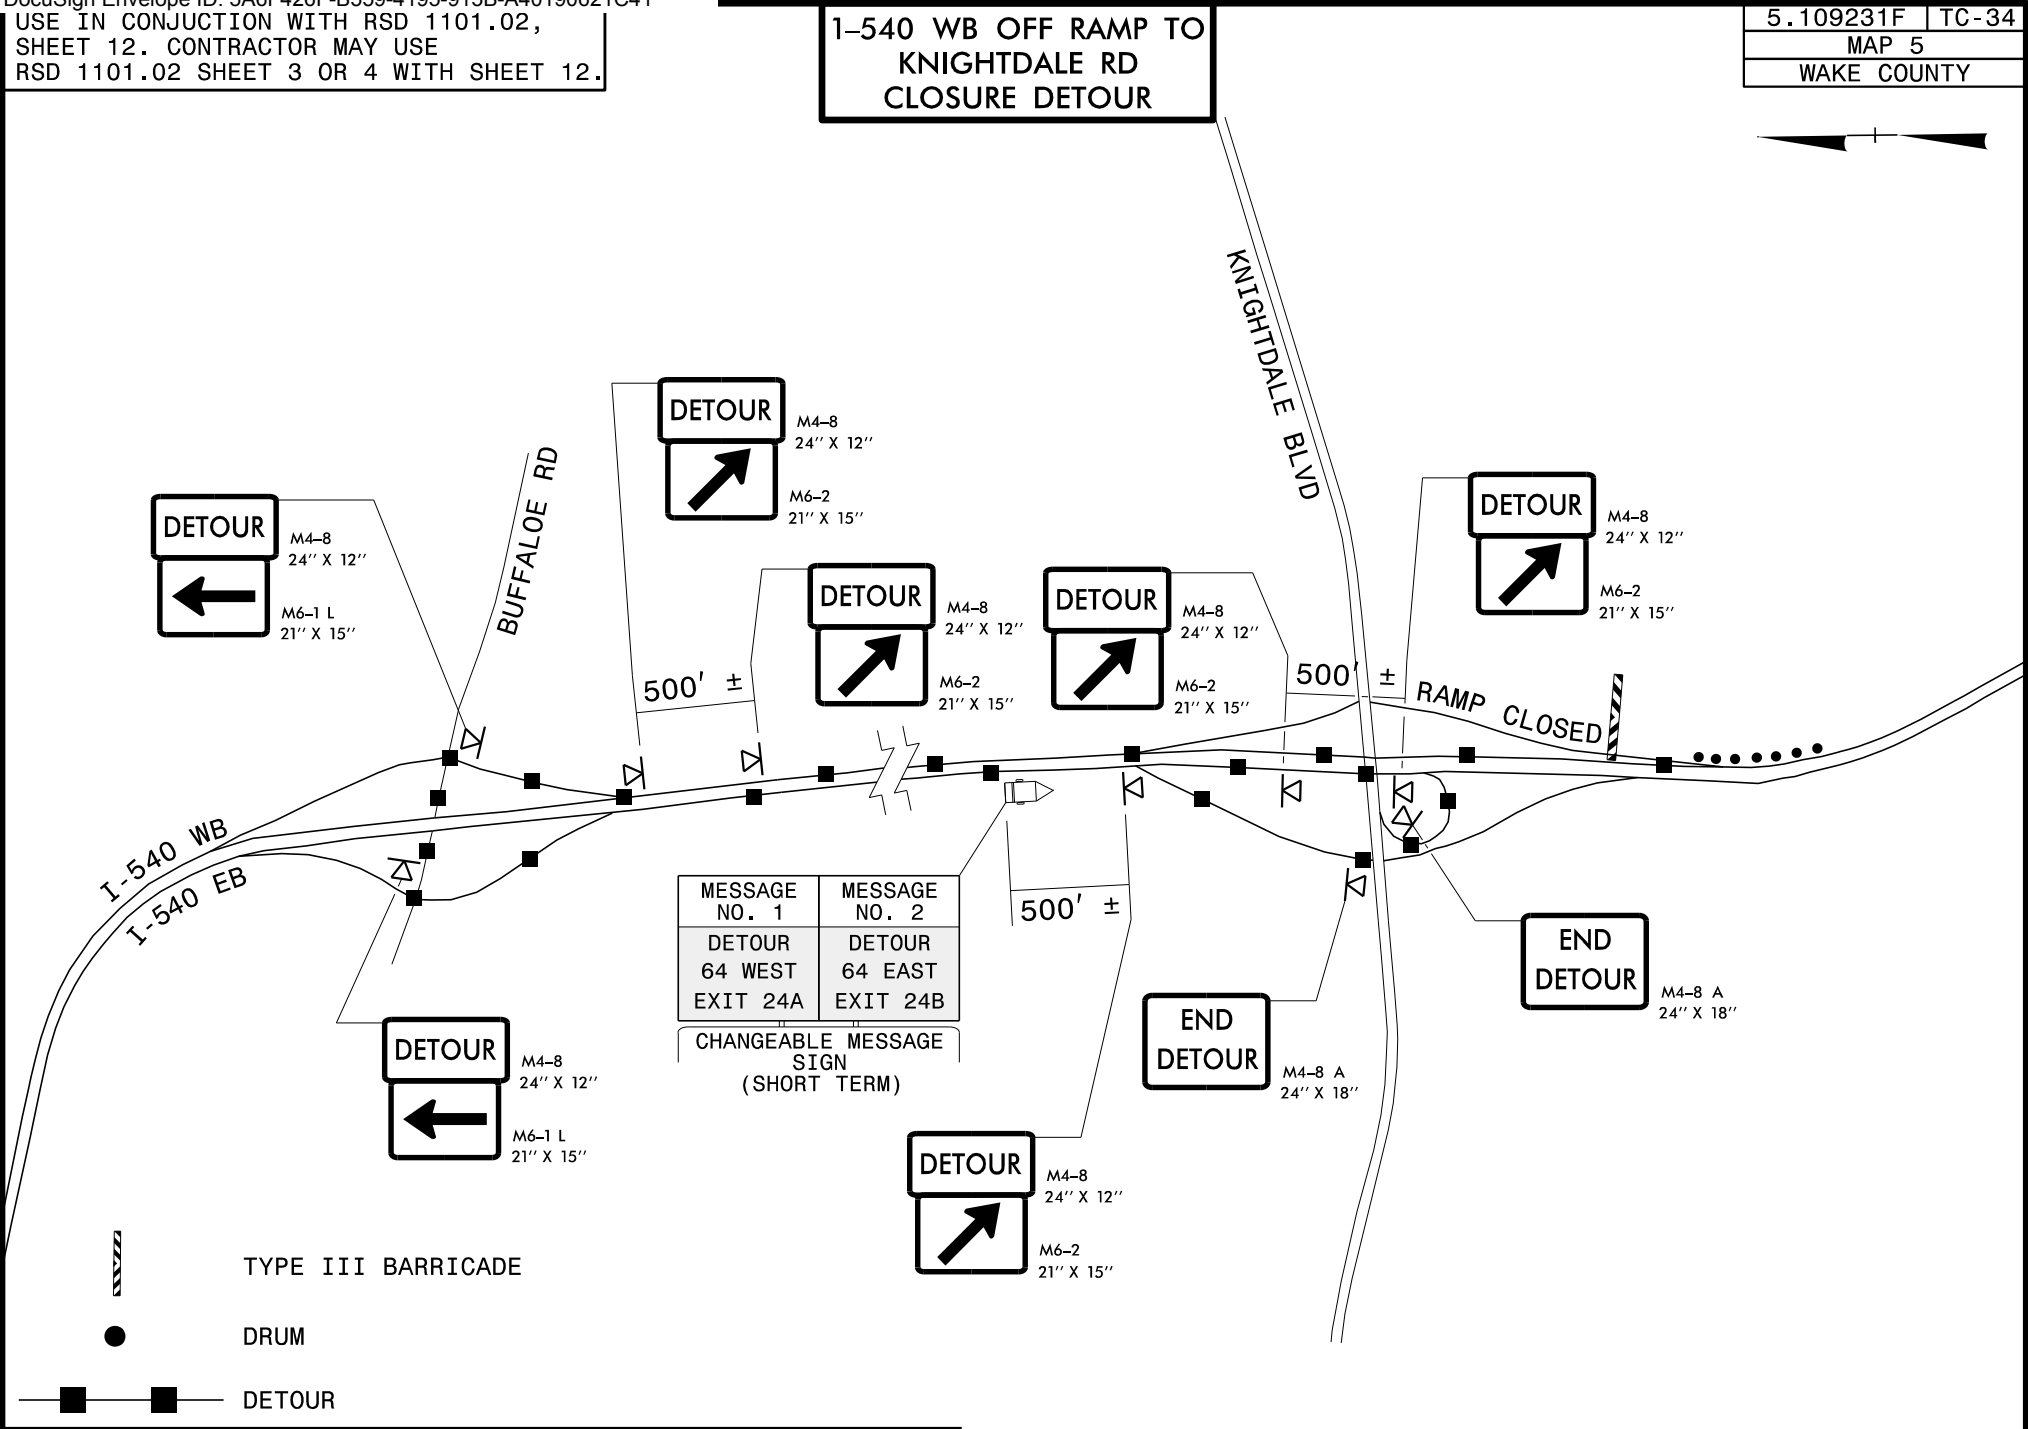 USE IN CONJUCTION WITH RSD 1101.02,
SHEET 12. CONTRACTOR MAY USE
RSD 1101.02 SHEET 3 OR 4 WITH SHEET 12.
1-540 WB OFF RAMP TO
KNIGHTDALE RD
CLOSURE DETOUR
5.109231F TC-34
MAP 5
WAKE COUNTY
KNIGHTDALE BLVD
BUFFALOE RD
DETOUR
M4-8
24'' X 12''
M6-2
21'' X 15''
DETOUR
M4-8
24'' X 12''
M6-1 L
21'' X 15''
DETOUR
M4-8
24'' X 12''
M6-2
21'' X 15''
DETOUR
M4-8
24'' X 12''
M6-2
21'' X 15''
DETOUR
M4-8
24'' X 12''
M6-2
21'' X 15''
500' ±
500' ±
RAMP CLOSED
I-540 WB
I-540 EB
MESSAGE NO. 1
DETOUR
64 WEST
EXIT 24A
MESSAGE NO. 2
DETOUR
64 EAST
EXIT 24B
CHANGEABLE MESSAGE
SIGN
(SHORT TERM)
500' ±
END
DETOUR
M4-8 A
24'' X 18''
END
DETOUR
M4-8 A
24'' X 18''
DETOUR
M4-8
24'' X 12''
M6-1 L
21'' X 15''
DETOUR
M4-8
24'' X 12''
M6-2
21'' X 15''
TYPE III BARRICADE
DRUM
DETOUR